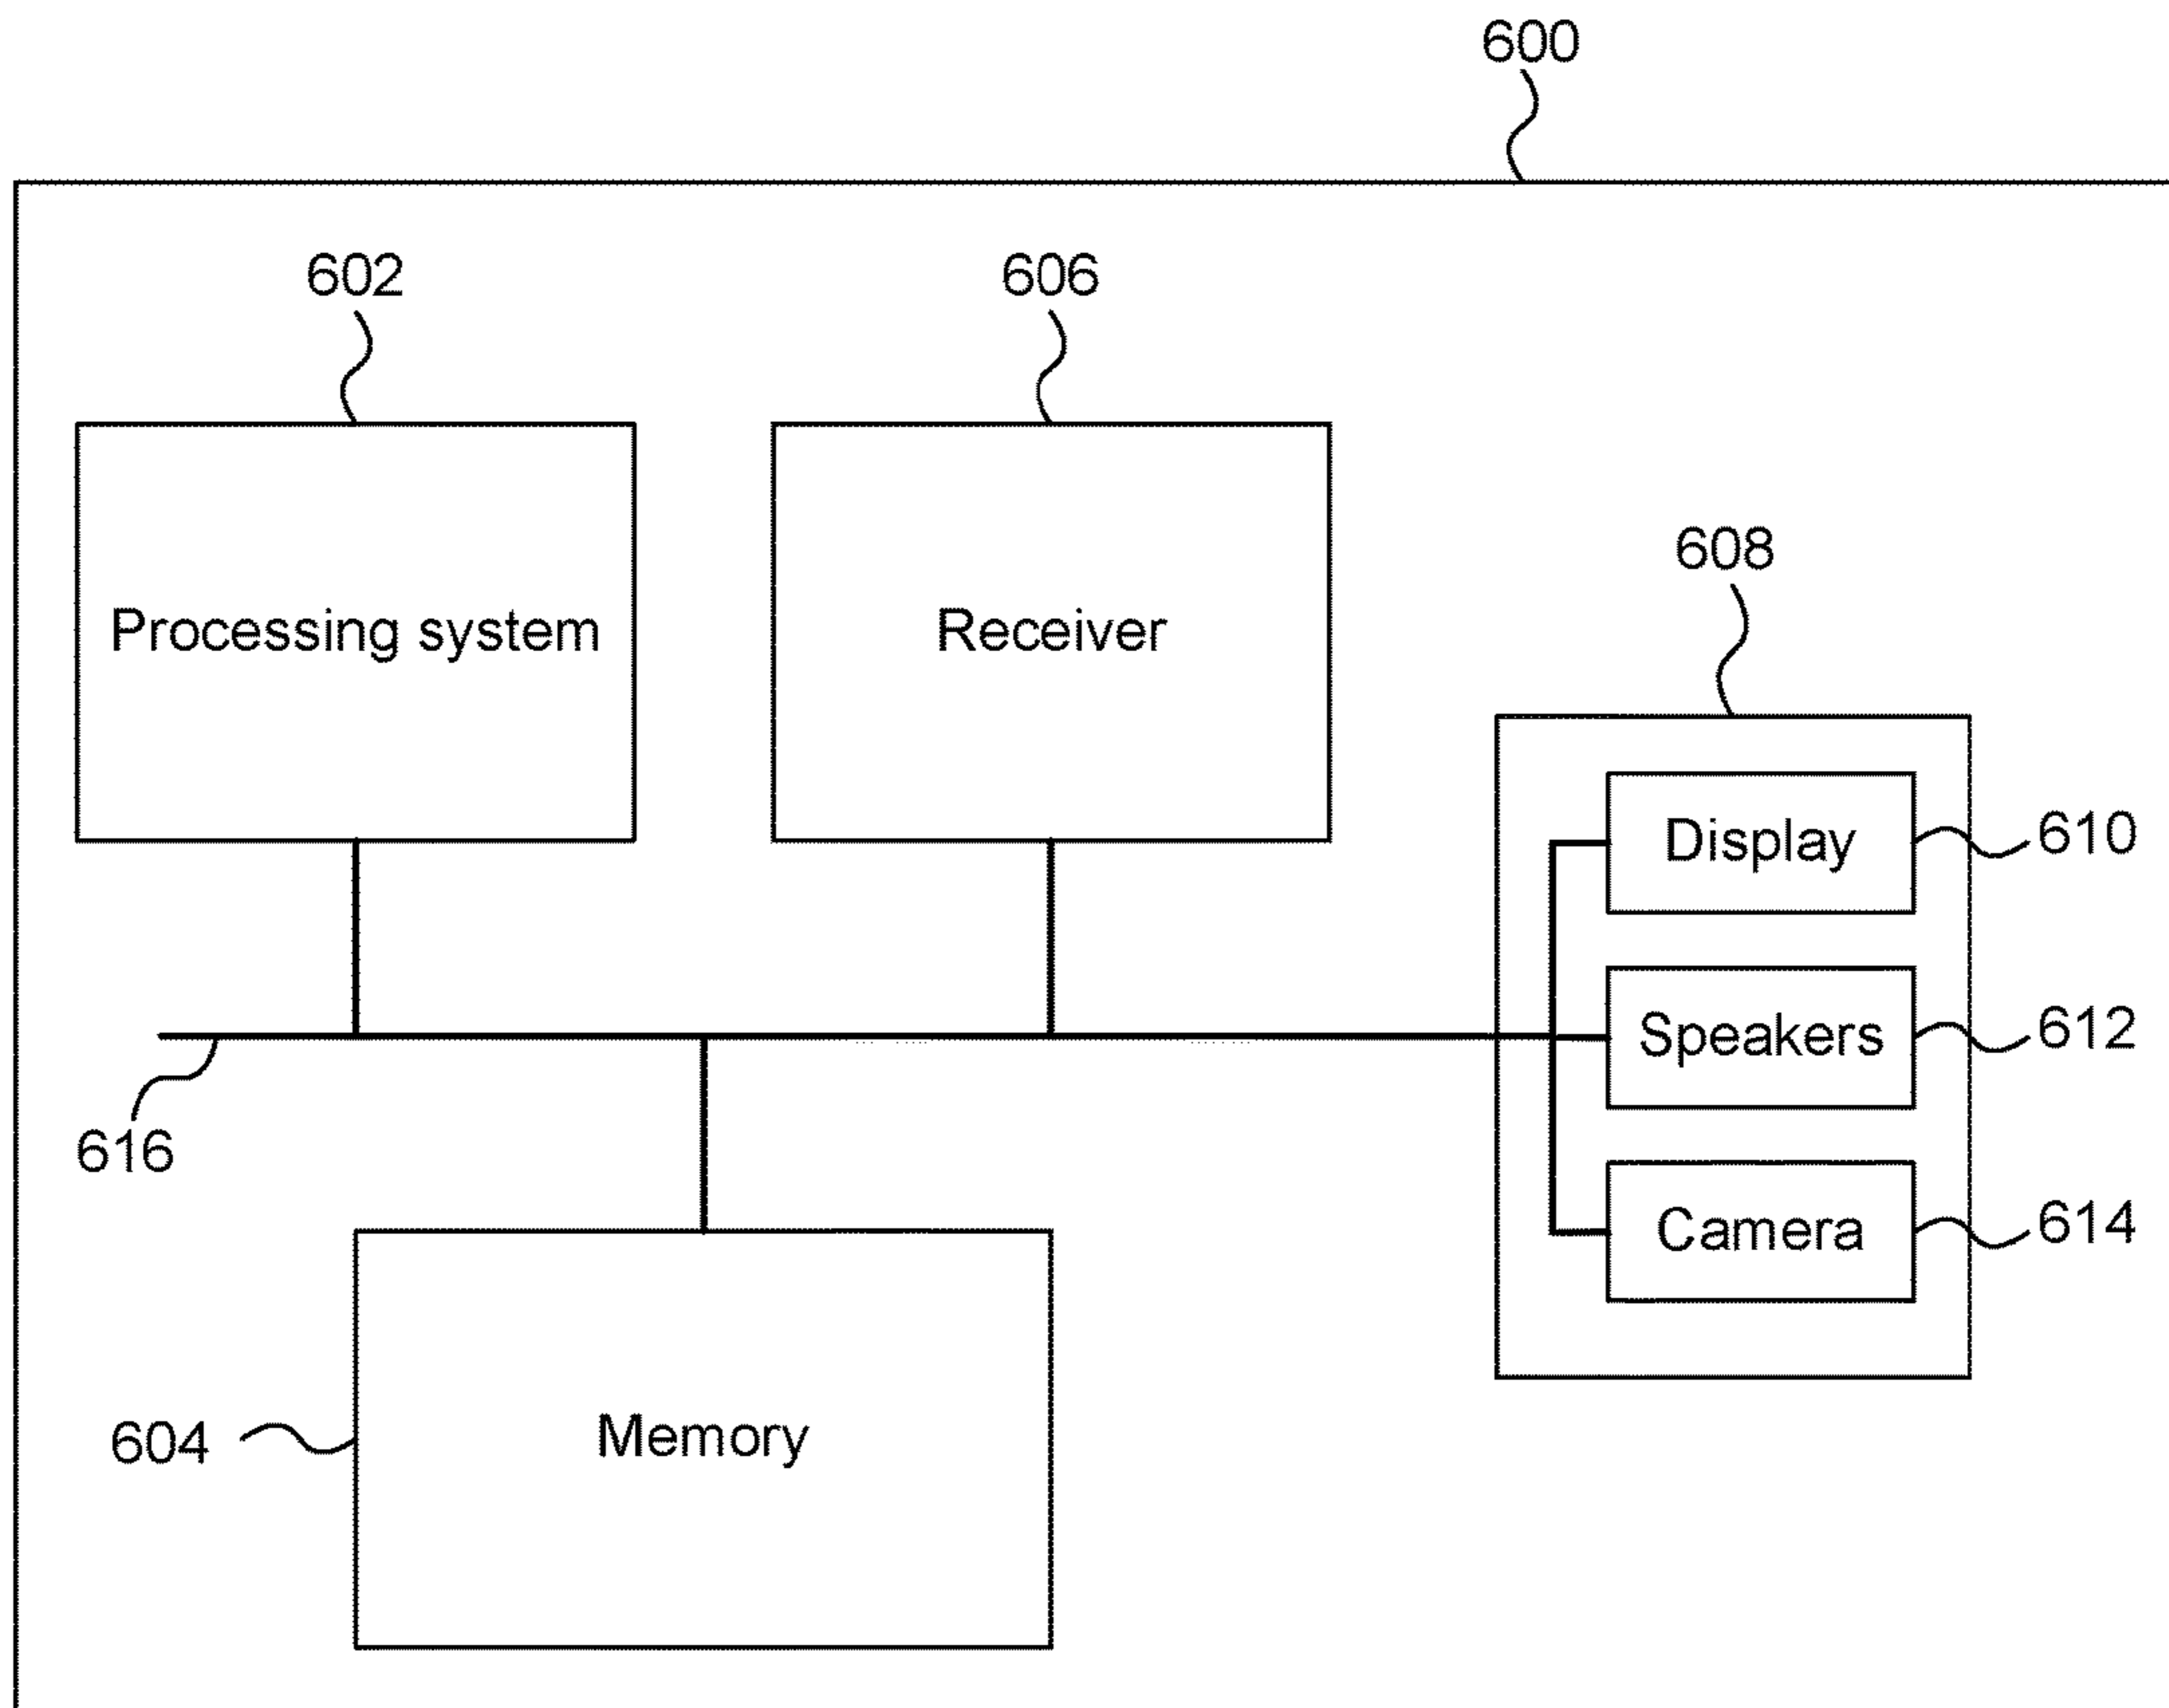 600
602
606
Processing system
Receiver
608
Display
610
Speakers
612
616
Camera
614
604
Memory